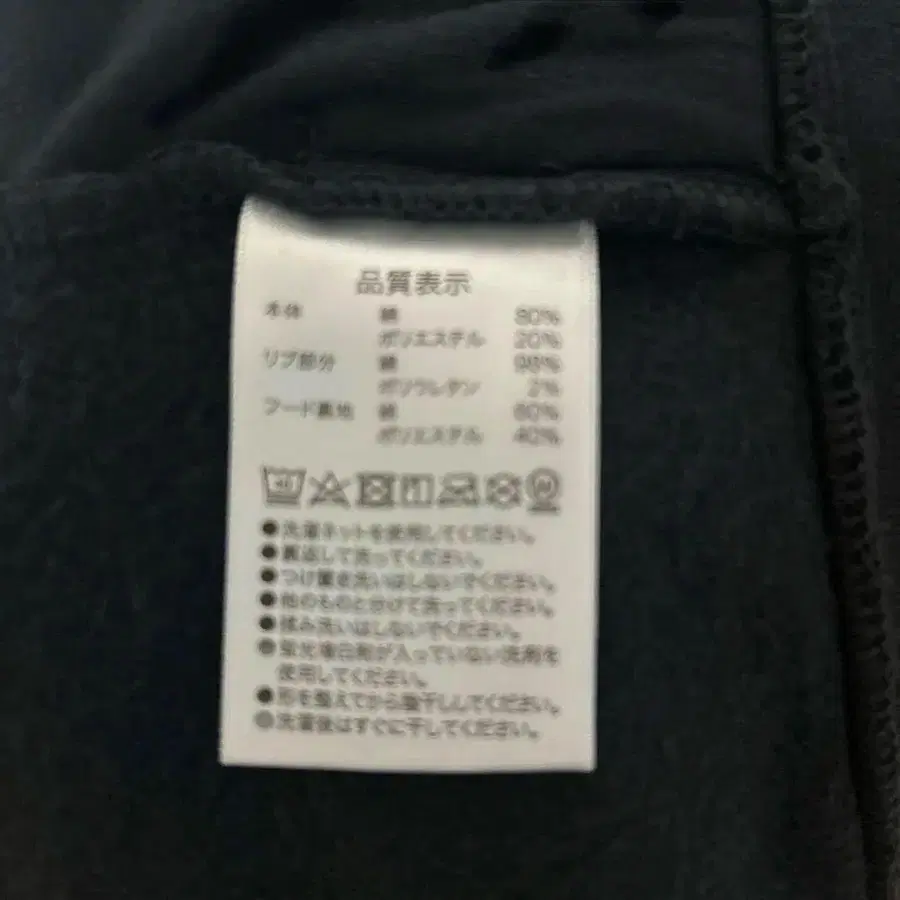 品質表示
本体 綿 80%
ポリエステル 20%
リブ部分 綿 98%
ポリウレタン 2%
フード裏地 綿 60%
ポリエステル 40%
●洗濯ネットを使用してください。
●裏返して洗ってください。
●つけ置き洗いはしないでください。
●他のものと分けて洗ってください。
●揉み洗いはしないでください。
●蛍光増白剤が入っていない洗剤を
使用してください。
●形を整えてから陰干ししてください。
●洗濯後はすぐに干してください。